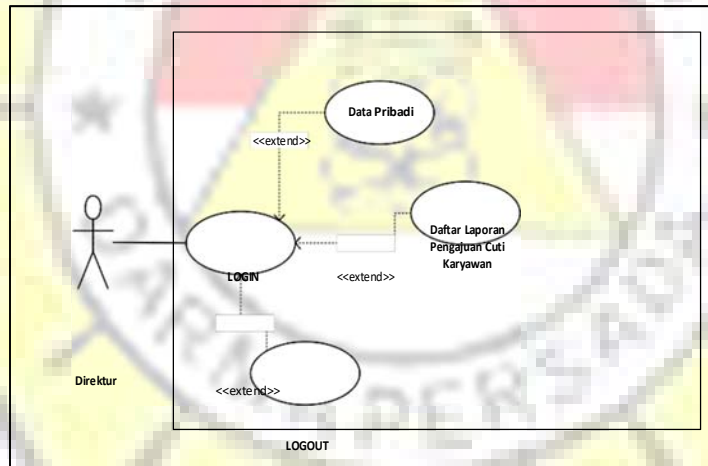 Data Pribadi
<<extend>>
Daftar Laporan
Pengajuan Cuti
Karyawan
LOGIN
<<extend>>
Direktur
<<extend>>
LOGOUT